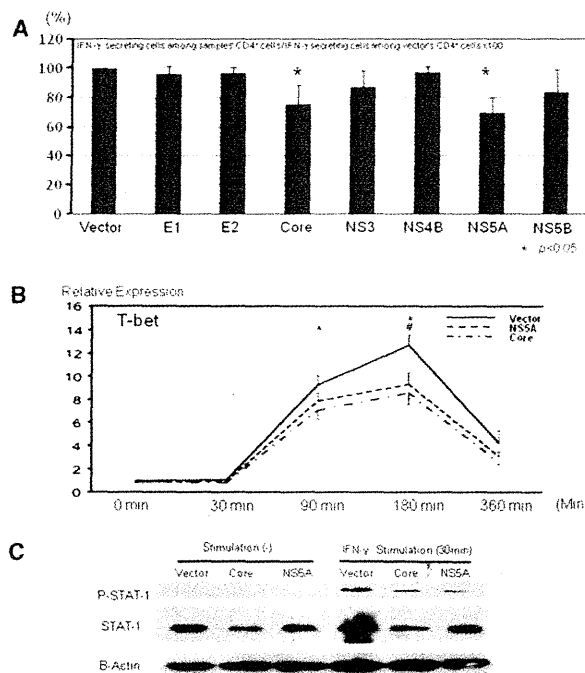 A
(%)
IFN-γ secreting cells among samples' CD4⁺ cells/IFN-γ secreting cells among vector's CD4⁺ cells x100
120
100
80
60
40
20
0
* *
Vector E1 E2 Core NS3 NS4B NS5A NS5B
* p<0.05
B
Relative Expression
T-bet
16
14
12
10
8
6
4
2
0
*
*
#
Vector
NS5A
Core
0 min 30 min 90 min 180 min 360 min (Min
C
Stimulation (-) IFN-γ Stimulation (30min)
Vector Core NS5A Vector Core NS5A
P-STAT-1
STAT-1
B-Actin